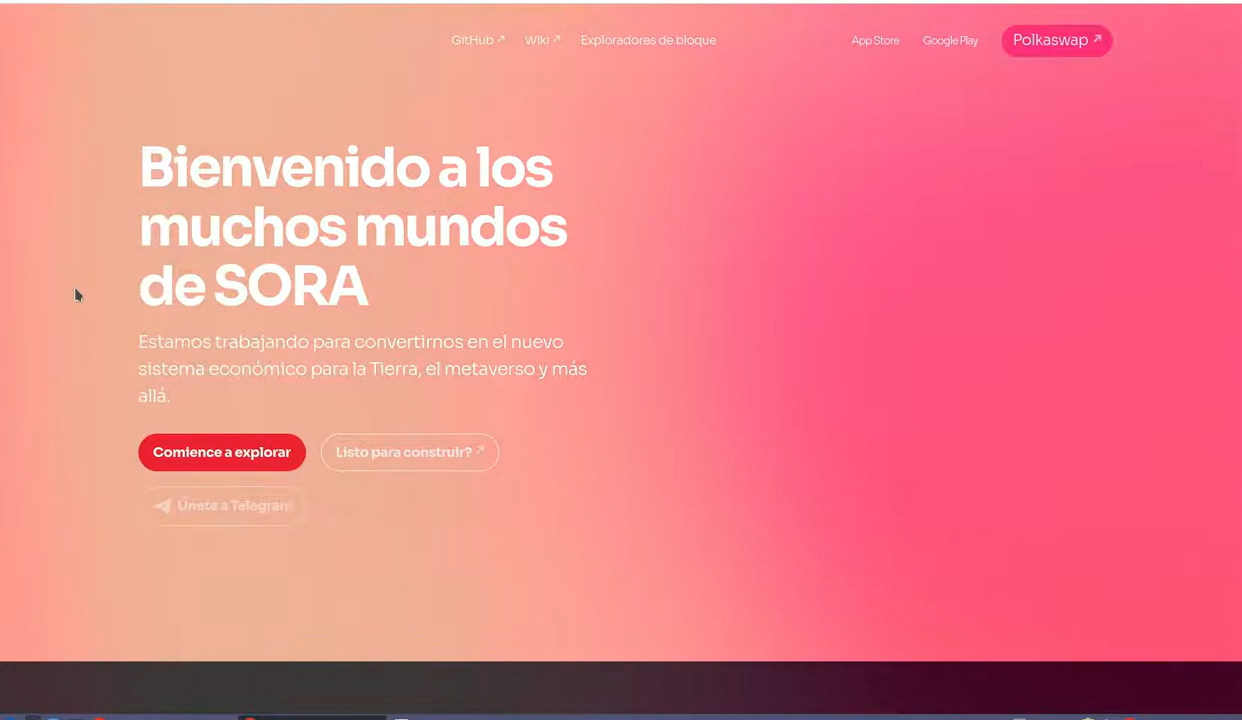 GitHub ↗ Wiki ↗ Exploradores de bloque App Store Google Play Polkaswap ↗
Bienvenido a los
muchos mundos
de SORA
Estamos trabajando para convertirnos en el nuevo
sistema económico para la Tierra, el metaverso y más
allá.
Comience a explorar Listo para construir? ↗
Únete a Telegram